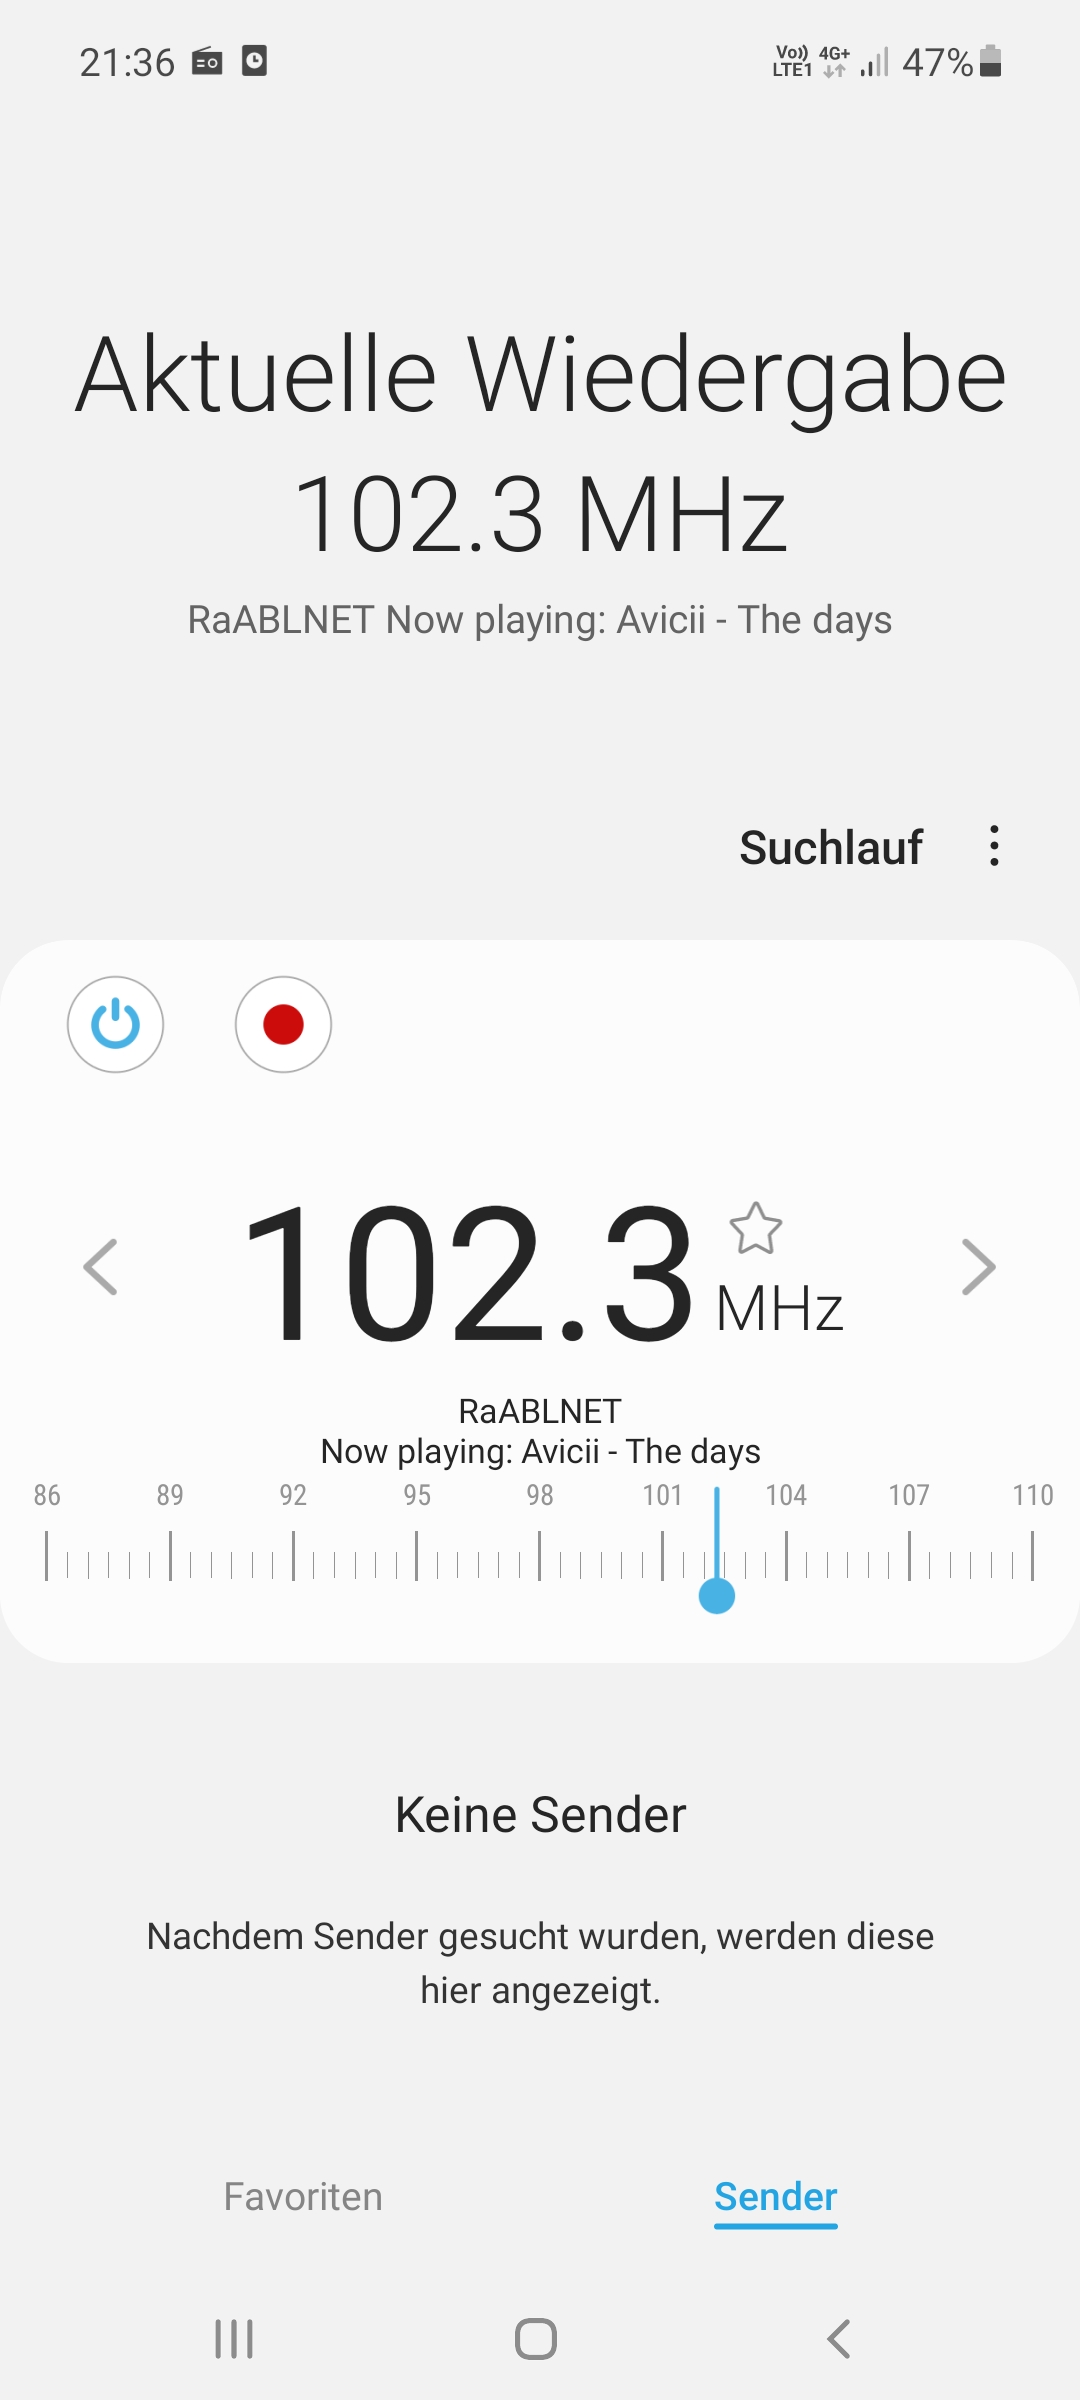 21:36
Vo)) 4G+
LTE1
47%
Aktuelle Wiedergabe
102.3 MHz
RaABLNET Now playing: Avicii - The days
Suchlauf
102.3 MHz
RaABLNET
Now playing: Avicii - The days
86 89 92 95 98 101 104 107 110
Keine Sender
Nachdem Sender gesucht wurden, werden diese
hier angezeigt.
Favoriten Sender